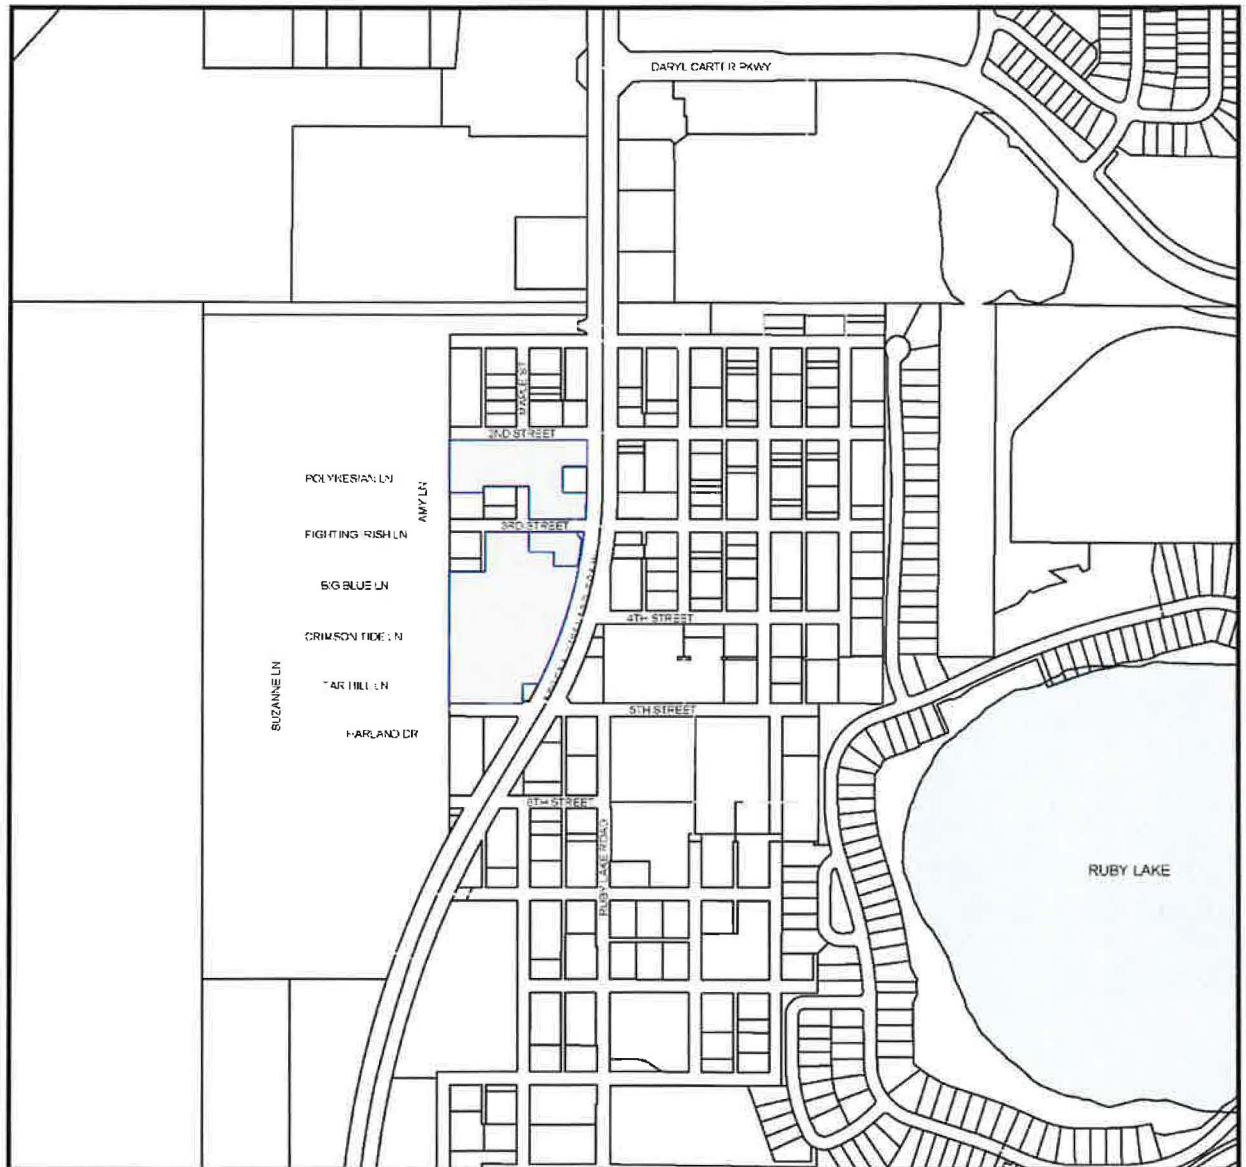 DARYL CARTER PKWY
MAPLE ST
2ND STREET
POLYNESIAN LN
AMY LN
3RD STREET
FIGHTING IRISH LN
BIG BLUE LN
4TH STREET
CRIMSON TIDE LN
SUZANNE LN
TAR HILL LN
5TH STREET
HARLAND DR
6TH STREET
RUBY LAKE ROAD
RUBY LAKE